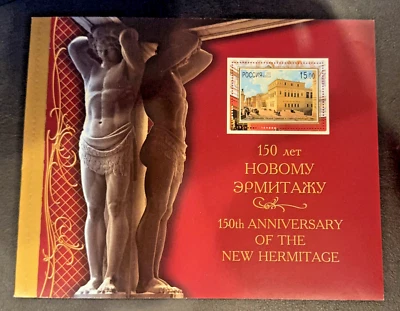 РОССИЯ
15.00
150 лет
НОВОМУ
ЭРМИТАЖУ
150th ANNIVERSARY
OF THE
NEW HERMITAGE